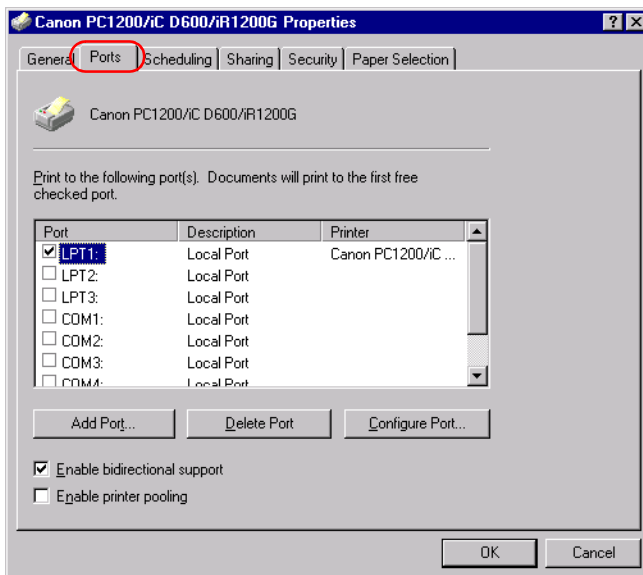 Canon PC1200/iC D600/iR1200G Properties
General Ports Scheduling Sharing Security Paper Selection
Canon PC1200/iC D600/iR1200G
Print to the following port(s). Documents will print to the first free
checked port.
Port Description Printer
LPT1: Local Port Canon PC1200/iC ...
LPT2: Local Port
LPT3: Local Port
COM1: Local Port
COM2: Local Port
COM3: Local Port
COM4: Local Port
Add Port... Delete Port Configure Port...
Enable bidirectional support
Enable printer pooling
OK Cancel